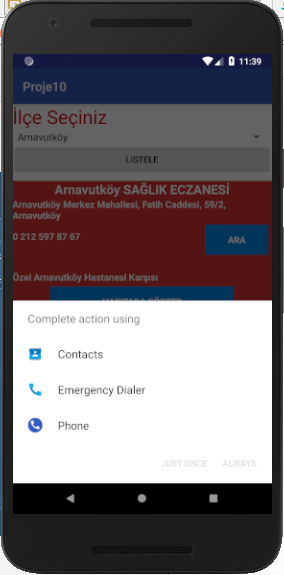 11:39
Proje10
İlçe Seçiniz
Arnavutköy
LISTELE
Arnavutköy SAĞLIK ECZANESİ
Arnavutköy Merkez Mahallesi, Fatih Caddesi, 59/2,
Arnavutköy
0 212 597 87 67
ARA
Özel Arnavutköy Hastanesi Karşısı
Complete action using
Contacts
Emergency Dialer
Phone
JUST ONCE ALWAYS